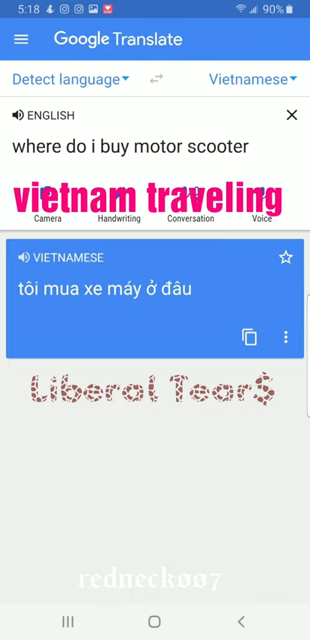 5:18 90%
Google Translate
Detect language Vietnamese
ENGLISH
where do i buy motor scooter
vietnam traveling
Camera Handwriting Conversation Voice
VIETNAMESE
tôi mua xe máy ở đâu
Liberal Tear$
redneck007